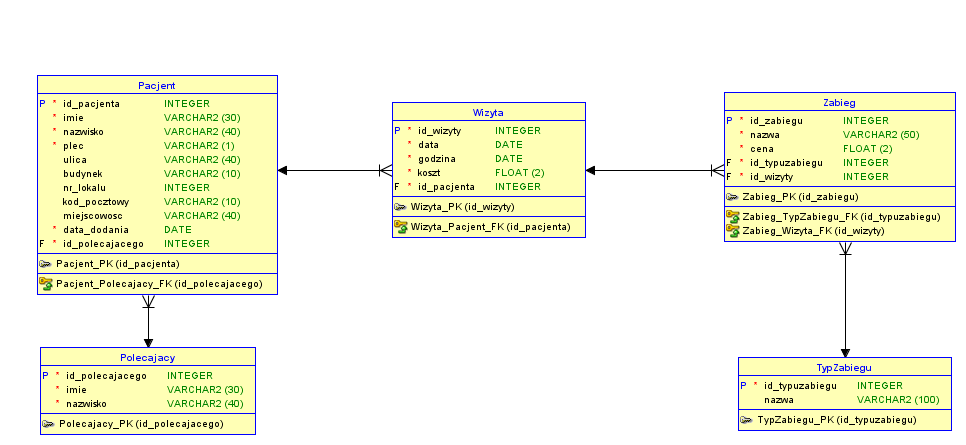 Pacjent
P * id_pacjenta INTEGER
* imie VARCHAR2 (30)
* nazwisko VARCHAR2 (40)
* plec VARCHAR2 (1)
ulica VARCHAR2 (40)
budynek VARCHAR2 (10)
nr_lokalu INTEGER
kod_pocztowy VARCHAR2 (10)
miejscowosc VARCHAR2 (40)
* data_dodania DATE
F * id_polecajacego INTEGER
Pacjent_PK (id_pacjenta)
Pacjent_Polecajacy_FK (id_polecajacego)
Wizyta
P * id_wizyty INTEGER
* data DATE
* godzina DATE
* koszt FLOAT (2)
F * id_pacjenta INTEGER
Wizyta_PK (id_wizyty)
Wizyta_Pacjent_FK (id_pacjenta)
Zabieg
P * id_zabiegu INTEGER
* nazwa VARCHAR2 (50)
* cena FLOAT (2)
F * id_typuzabiegu INTEGER
F * id_wizyty INTEGER
Zabieg_PK (id_zabiegu)
Zabieg_TypZabiegu_FK (id_typuzabiegu)
Zabieg_Wizyta_FK (id_wizyty)
Polecajacy
P * id_polecajacego INTEGER
* imie VARCHAR2 (30)
* nazwisko VARCHAR2 (40)
Polecajacy_PK (id_polecajacego)
TypZabiegu
P * id_typuzabiegu INTEGER
nazwa VARCHAR2 (100)
TypZabiegu_PK (id_typuzabiegu)